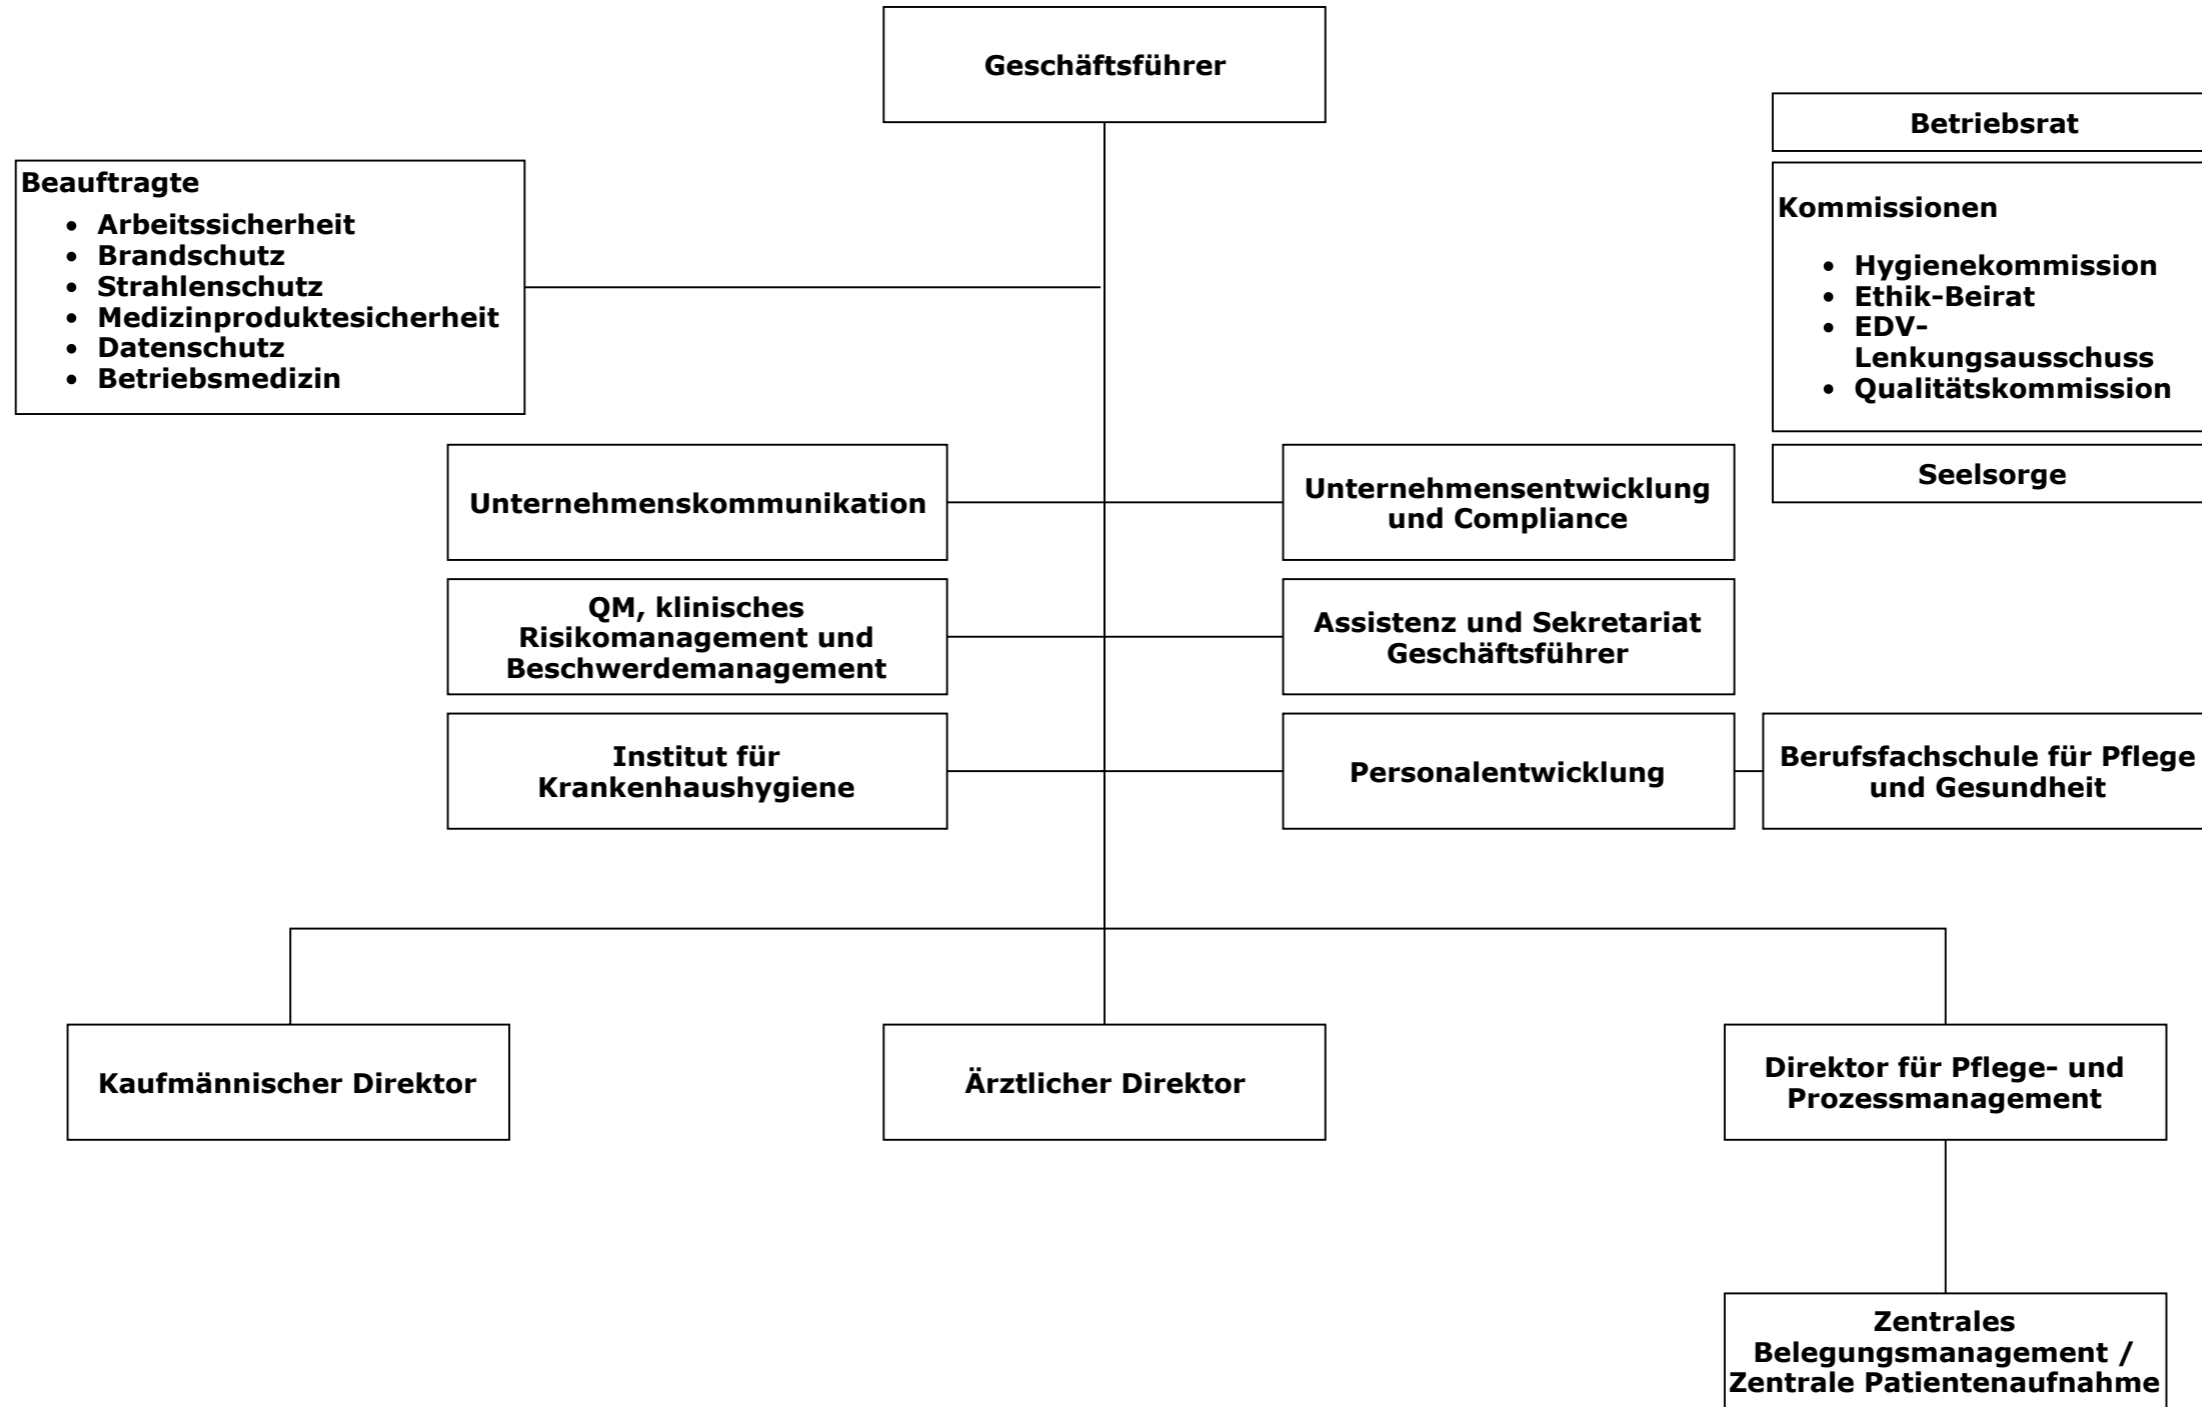 Geschäftsführer
Betriebsrat
Beauftragte
• Arbeitssicherheit
• Brandschutz
• Strahlenschutz
• Medizinproduktesicherheit
• Datenschutz
• Betriebsmedizin
Kommissionen
• Hygienekommission
• Ethik-Beirat
• EDV-
Lenkungsausschuss
• Qualitätskommission
Seelsorge
Unternehmenskommunikation
Unternehmensentwicklung
und Compliance
QM, klinisches
Risikomanagement und
Beschwerdemanagement
Assistenz und Sekretariat
Geschäftsführer
Institut für
Krankenhaushygiene
Personalentwicklung
Berufsfachschule für Pflege
und Gesundheit
Kaufmännischer Direktor
Ärztlicher Direktor
Direktor für Pflege- und
Prozessmanagement
Zentrales
Belegungsmanagement /
Zentrale Patientenaufnahme